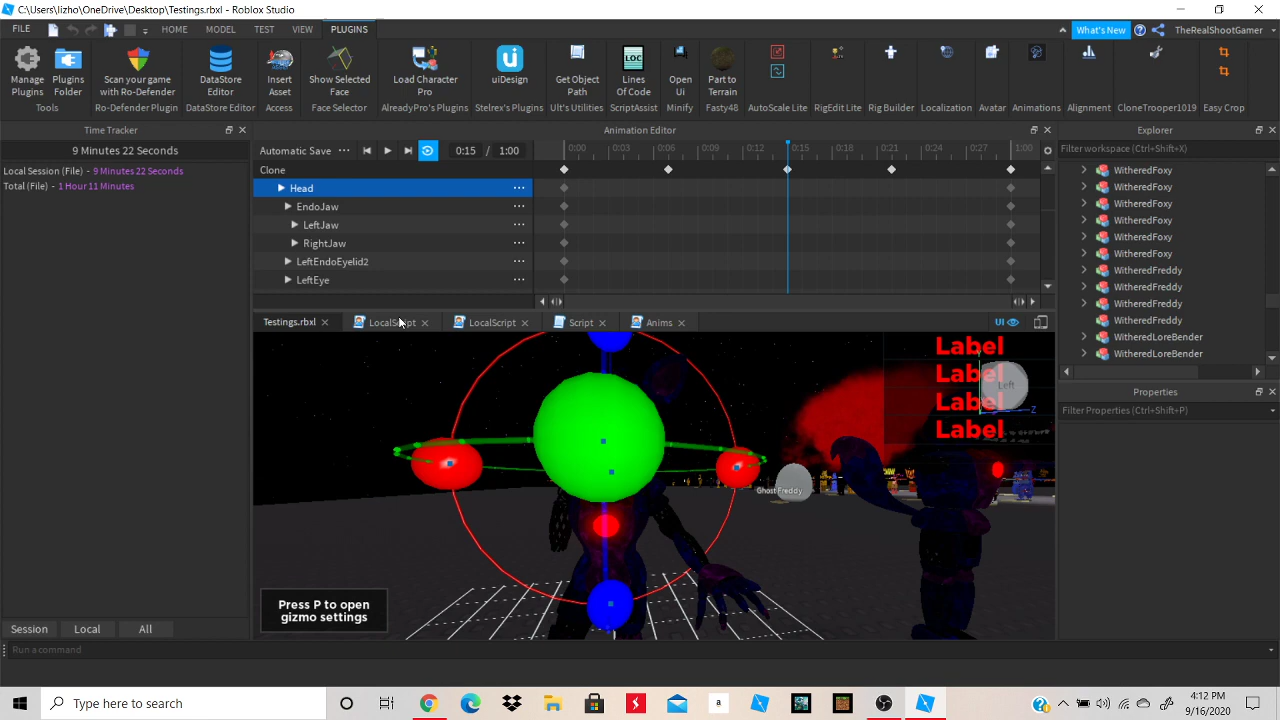 C:\Users\lizho\OneDrive\Desktop\Testings.rbxl - Roblox Studio
FILE HOME MODEL TEST VIEW PLUGINS What's New TheRealShootGamer
Manage Plugins
Plugins Folder
Tools
Scan your game with Ro-Defender
Ro-Defender Plugin
DataStore Editor
DataStore Editor
Insert Asset
Access
Show Selected Face
Face Selector
Load Character Pro
AlreadyPro's Plugins
uiDesign
Stelrex's Plugins
Get Object Path
Ult's Utilities
LOC
Lines Of Code
ScriptAssist
Open Ui
Minify
Part to Terrain
Fasty48
AutoScale Lite
RigEdit Lite
Rig Builder
Localization
Avatar
Animations
Alignment
CloneTrooper1019
Easy Crop
Time Tracker
9 Minutes 22 Seconds
Local Session (File) - 9 Minutes 22 Seconds
Total (File) - 1 Hour 11 Minutes
Session Local All
Animation Editor
Automatic Save ... 0:15 / 1:00
0:00 0:03 0:06 0:09 0:12 0:15 0:18 0:21 0:24 0:27 1:00
Clone
Head
EndoJaw
LeftJaw
RightJaw
LeftEndoEyelid2
LeftEye
Testings.rbxl LocalScript LocalScript Script Anims UI
Label
Label
Label
Label
Left
Z
Ghost Freddy
Press P to open
gizmo settings
Explorer
Filter workspace (Ctrl+Shift+X)
WitheredFoxy
WitheredFoxy
WitheredFoxy
WitheredFoxy
WitheredFoxy
WitheredFoxy
WitheredFreddy
WitheredFreddy
WitheredFreddy
WitheredFreddy
WitheredLoreBender
WitheredLoreBender
Properties
Filter Properties (Ctrl+Shift+P)
Run a command
Type here to search
4:12 PM
9/16/2020